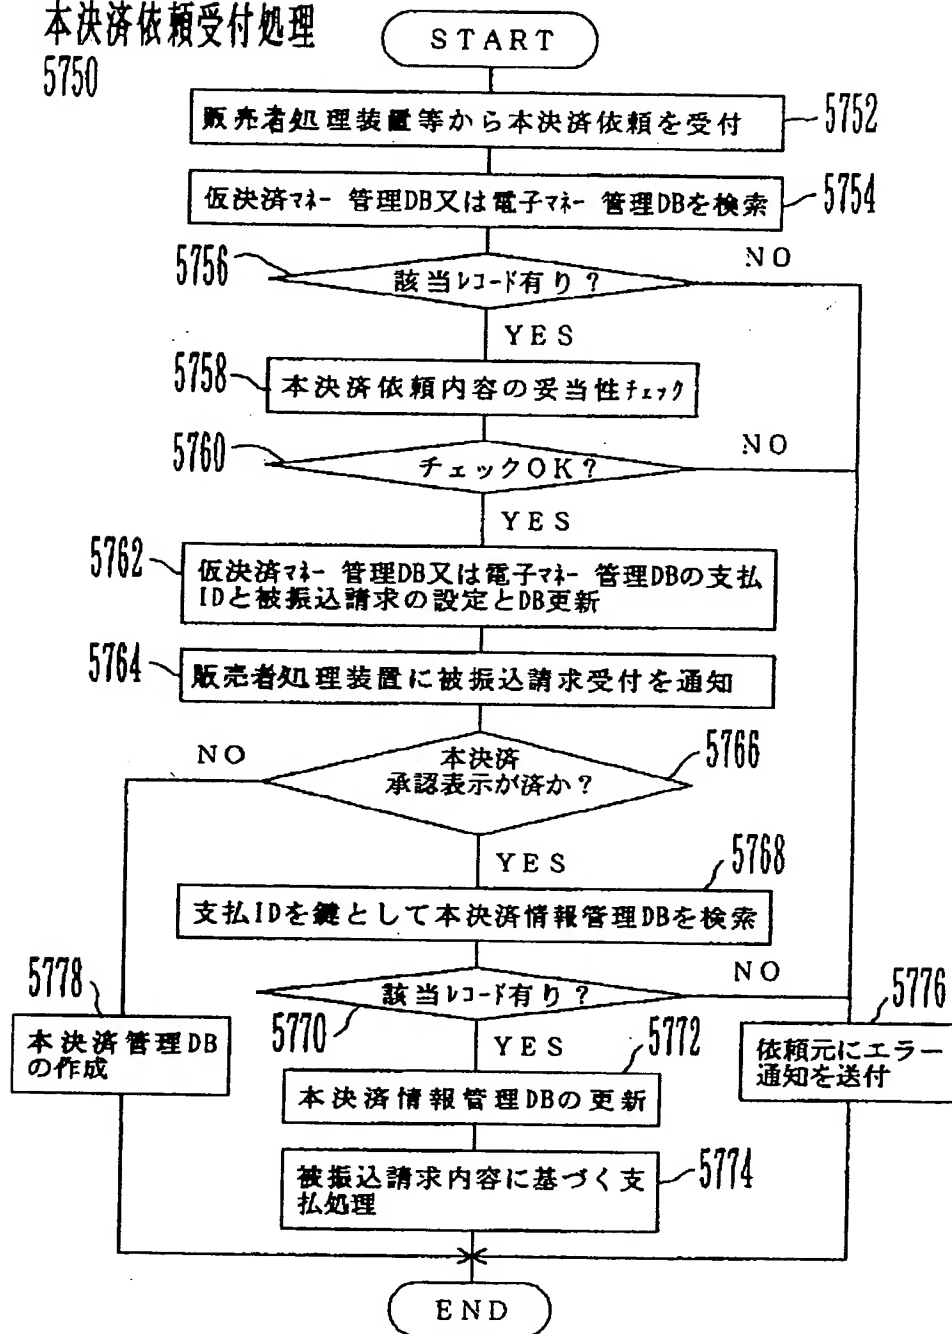 本決済依頼受付処理
5750
START
販売者処理装置等から本決済依頼を受付
5752
仮決済ﾏﾈｰ管理DB又は電子ﾏﾈｰ管理DBを検索
5754
5756
該当ﾚｺｰﾄﾞ有り?
NO
YES
5758
本決済依頼内容の妥当性ﾁｪｯｸ
5760
チェックOK?
NO
YES
5762
仮決済ﾏﾈｰ管理DB又は電子ﾏﾈｰ管理DBの支払
IDと被振込請求の設定とDB更新
5764
販売者処理装置に被振込請求受付を通知
NO
本決済
承認表示が済か?
5766
YES
5768
支払IDを鍵として本決済情報管理DBを検索
5778
該当ﾚｺｰﾄﾞ有り?
NO
5776
本決済管理DB
の作成
5770
YES
5772
依頼元にエラー
通知を送付
本決済情報管理DBの更新
被振込請求内容に基づく支
払処理
5774
END